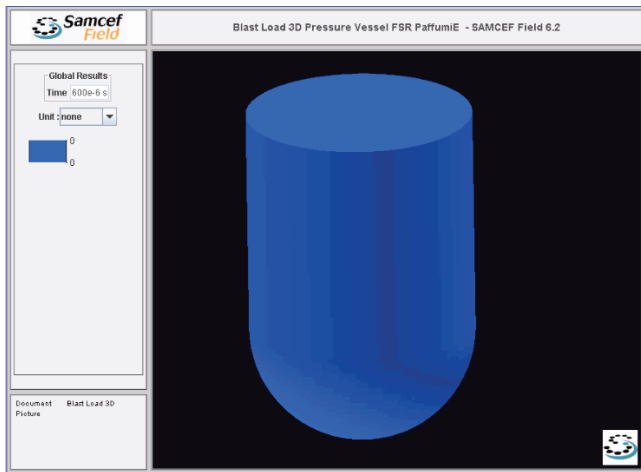 Samcef
Field
Blast Load 3D Pressure Vessel FSR PaffumiE - SAMCEF Field 6.2
Global Results
Time 600e-6 s
Unit : none
0
0
Document Blast Load 3D
Picture